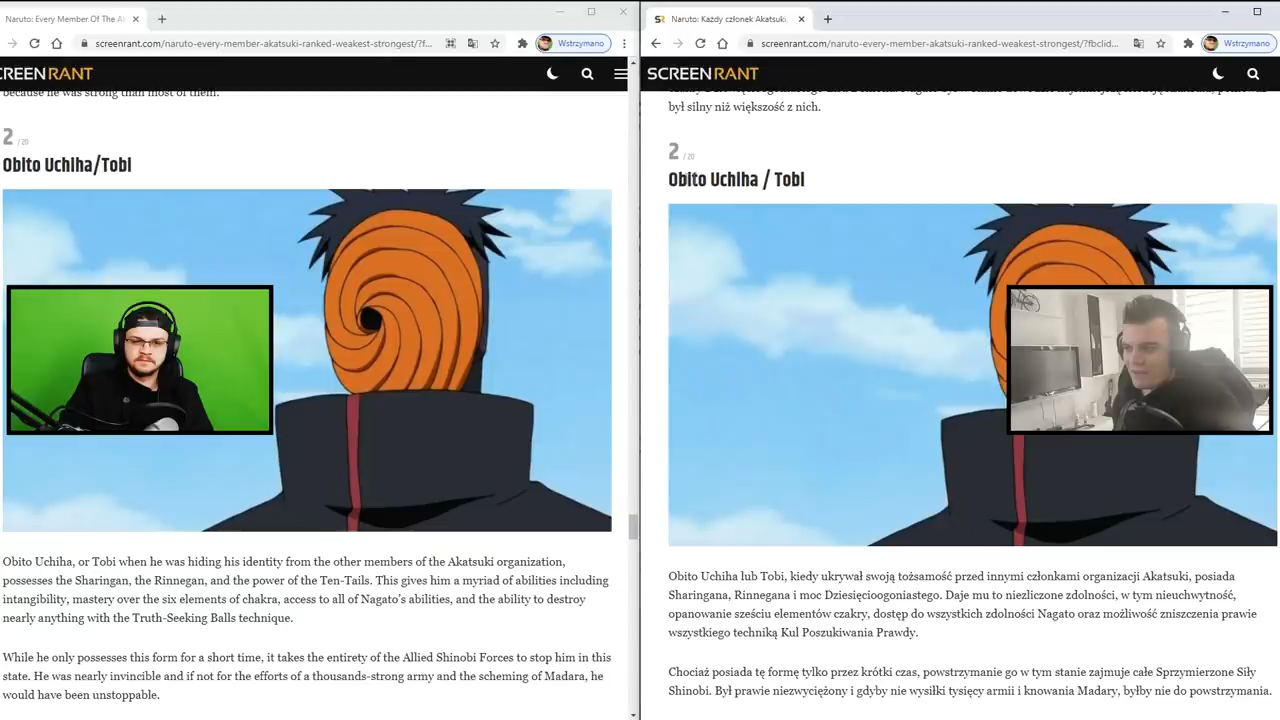 Naruto: Every Member Of The A
screenrant.com/naruto-every-member-akatsuki-ranked-weakest-strongest/?f...
Wstrzymano
CREENRANT
because he was strong than most of them.
2 / 20
Obito Uchiha/Tobi
Obito Uchiha, or Tobi when he was hiding his identity from the other members of the Akatsuki organization,
possesses the Sharingan, the Rinnegan, and the power of the Ten-Tails. This gives him a myriad of abilities including
intangibility, mastery over the six elements of chakra, access to all of Nagato's abilities, and the ability to destroy
nearly anything with the Truth-Seeking Balls technique.
While he only possesses this form for a short time, it takes the entirety of the Allied Shinobi Forces to stop him in this
state. He was nearly invincible and if not for the efforts of a thousands-strong army and the scheming of Madara, he
would have been unstoppable.
SR Naruto: Każdy członek Akatsuki,
screenrant.com/naruto-every-member-akatsuki-ranked-weakest-strongest/?fbclid...
Wstrzymano
SCREENRANT
był silny niż większość z nich.
2 / 20
Obito Uchiha / Tobi
Obito Uchiha lub Tobi, kiedy ukrywał swoją tożsamość przed innymi członkami organizacji Akatsuki, posiada
Sharingana, Rinnegana i moc Dziesięcioogoniastego. Daje mu to niezliczone zdolności, w tym nieuchwytność,
opanowanie sześciu elementów czakry, dostęp do wszystkich zdolności Nagato oraz możliwość zniszczenia prawie
wszystkiego techniką Kul Poszukiwania Prawdy.
Chociaż posiada tę formę tylko przez krótki czas, powstrzymanie go w tym stanie zajmuje całe Sprzymierzone Siły
Shinobi. Był prawie niezwyciężony i gdyby nie wysiłki tysięcy armii i knowania Madary, byłby nie do powstrzymania.